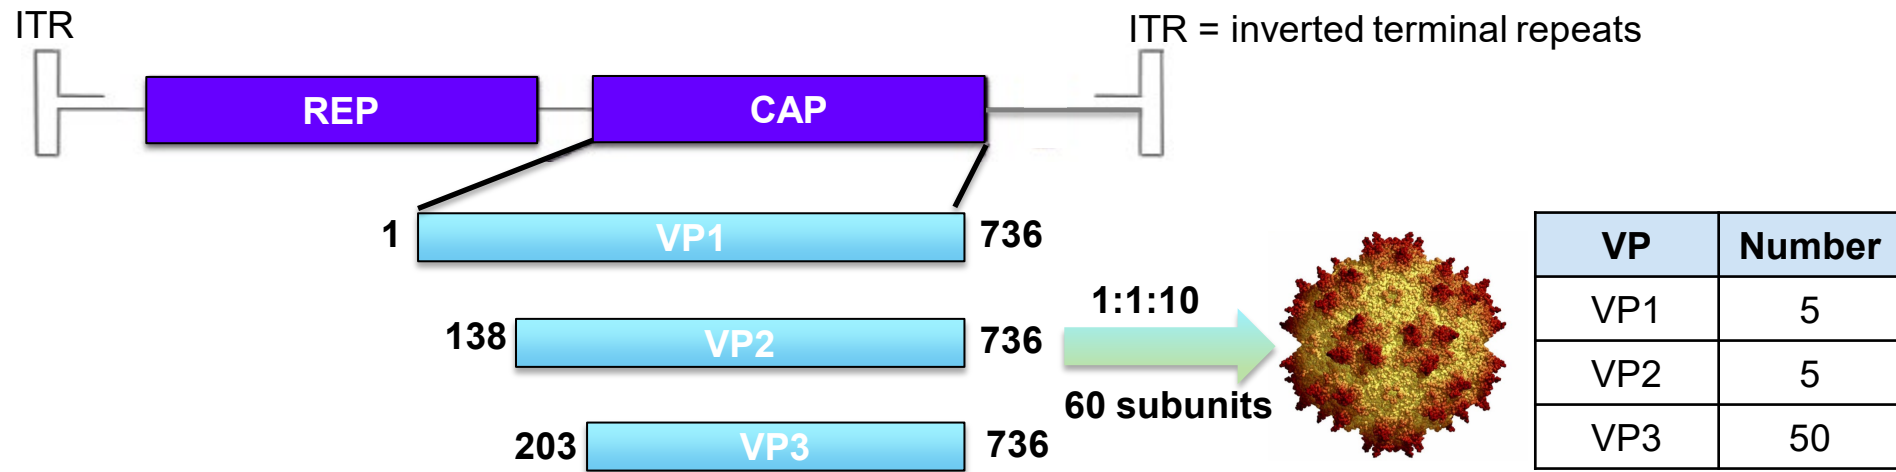 ITR
ITR = inverted terminal repeats
REP
CAP
1
VP1
736
138
VP2
736
203
VP3
736
1:1:10
60 subunits
VP Number
VP1 5
VP2 5
VP3 50